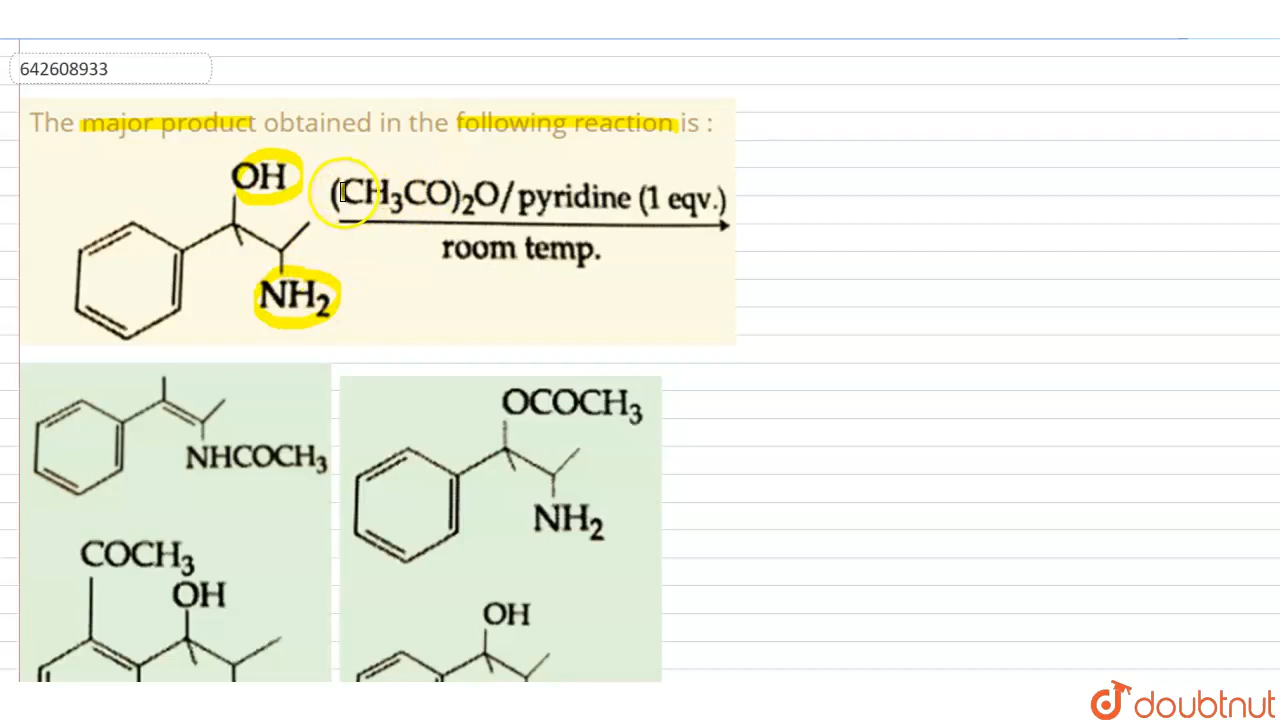 642608933
The major product obtained in the following reaction is :
OH
(CH3CO)2O/pyridine (1 eqv.)
room temp.
NH2
NHCOCH3
OCOCH3
NH2
COCH3
OH
OH
doubtnut